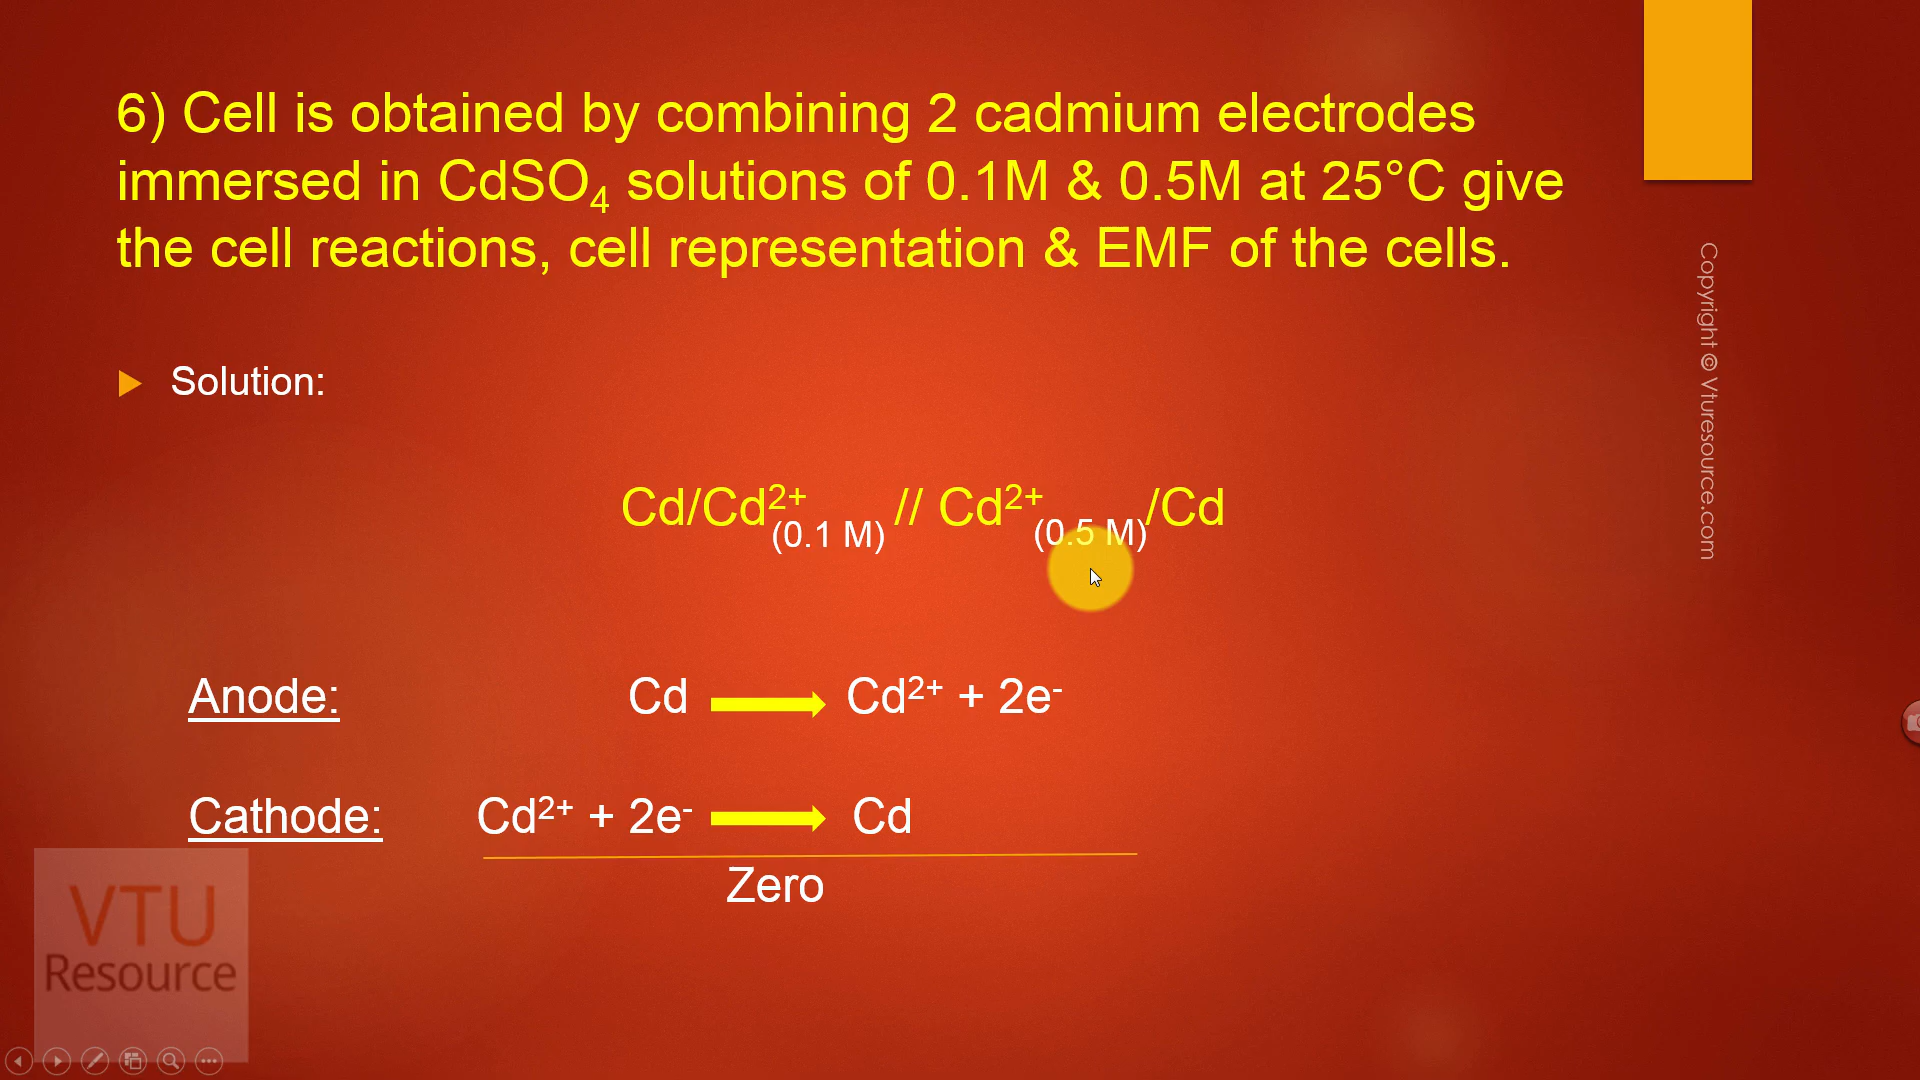 6) Cell is obtained by combining 2 cadmium electrodes
immersed in CdSO₄ solutions of 0.1M & 0.5M at 25°C give
the cell reactions, cell representation & EMF of the cells.
Solution:
Cd/Cd²⁺(0.1 M) // Cd²⁺(0.5 M)/Cd
Anode: Cd → Cd²⁺ + 2e⁻
Cathode: Cd²⁺ + 2e⁻ → Cd
Zero
Copyright © Vturesource.com
VTU
Resource